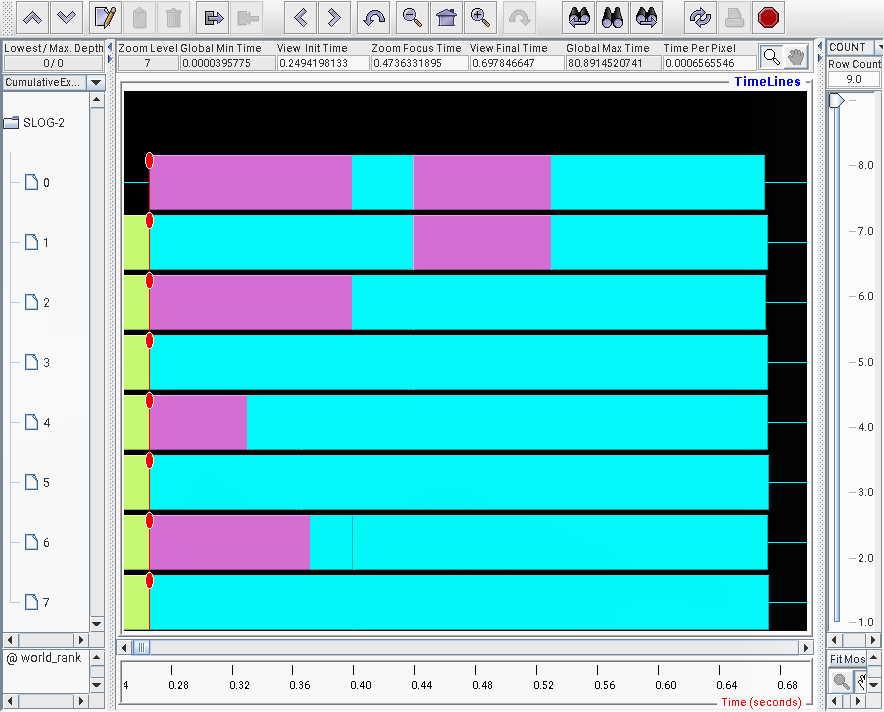 Lowest / Max. Depth Zoom Level Global Min Time View Init Time Zoom Focus Time View Final Time Global Max Time Time Per Pixel COUNT
0 / 0 7 0.0000395775 0.2494198133 0.4736331895 0.697846647 80.8914520741 0.0006565546 Row Count
9.0
CumulativeEx...
TimeLines
SLOG-2
0
1
2
3
4
5
6
7
8.0
7.0
6.0
5.0
4.0
3.0
2.0
1.0
@ world_rank
Fit Mos
4 0.28 0.32 0.36 0.40 0.44 0.48 0.52 0.56 0.60 0.64 0.68
Time (seconds)